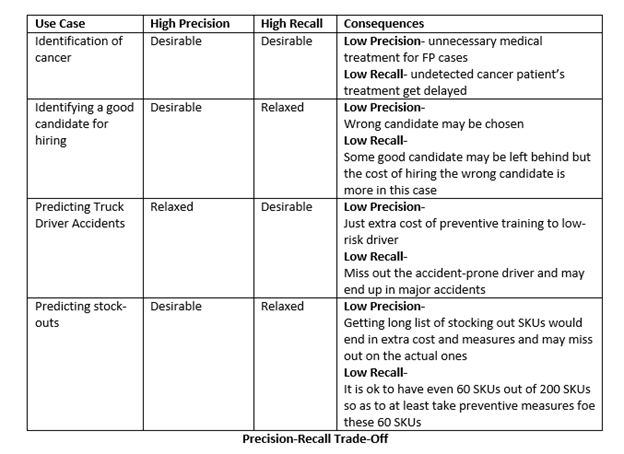 Use Case High Precision High Recall Consequences
Identification of cancer Desirable Desirable Low Precision- unnecessary medical
treatment for FP cases
Low Recall- undetected cancer patient's
treatment get delayed
Identifying a good candidate for hiring Desirable Relaxed Low Precision-
Wrong candidate may be chosen
Low Recall-
Some good candidate may be left behind but
the cost of hiring the wrong candidate is
more in this case
Predicting Truck Driver Accidents Relaxed Desirable Low Precision-
Just extra cost of preventive training to low-
risk driver
Low Recall-
Miss out the accident-prone driver and may
end up in major accidents
Predicting stock-outs Desirable Relaxed Low Precision-
Getting long list of stocking out SKUs would
end in extra cost and measures and may miss
out on the actual ones
Low Recall-
It is ok to have even 60 SKUs out of 200 SKUs
so as to at least take preventive measures foe
these 60 SKUs
Precision-Recall Trade-Off